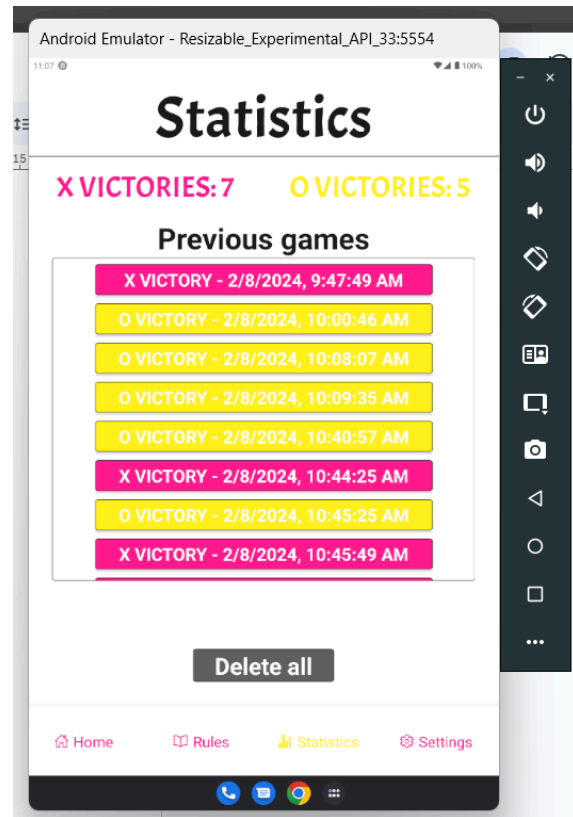 Android Emulator - Resizable_Experimental_API_33:5554
11:07 100%
Statistics
15
X VICTORIES: 7 O VICTORIES: 5
Previous games
X VICTORY - 2/8/2024, 9:47:49 AM
O VICTORY - 2/8/2024, 10:00:46 AM
O VICTORY - 2/8/2024, 10:08:07 AM
O VICTORY - 2/8/2024, 10:09:35 AM
O VICTORY - 2/8/2024, 10:40:57 AM
X VICTORY - 2/8/2024, 10:44:25 AM
O VICTORY - 2/8/2024, 10:45:25 AM
X VICTORY - 2/8/2024, 10:45:49 AM
Delete all
Home Rules Statistics Settings